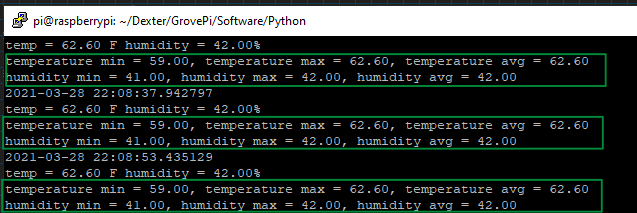 pi@raspberrypi: ~/Dexter/GrovePi/Software/Python
temp = 62.60 F humidity = 42.00%
temperature min = 59.00, temperature max = 62.60, temperature avg = 62.60
humidity min = 41.00, humidity max = 42.00, humidity avg = 42.00
2021-03-28 22:08:37.942797
temp = 62.60 F humidity = 42.00%
temperature min = 59.00, temperature max = 62.60, temperature avg = 62.60
humidity min = 41.00, humidity max = 42.00, humidity avg = 42.00
2021-03-28 22:08:53.435129
temp = 62.60 F humidity = 42.00%
temperature min = 59.00, temperature max = 62.60, temperature avg = 62.60
humidity min = 41.00, humidity max = 42.00, humidity avg = 42.00